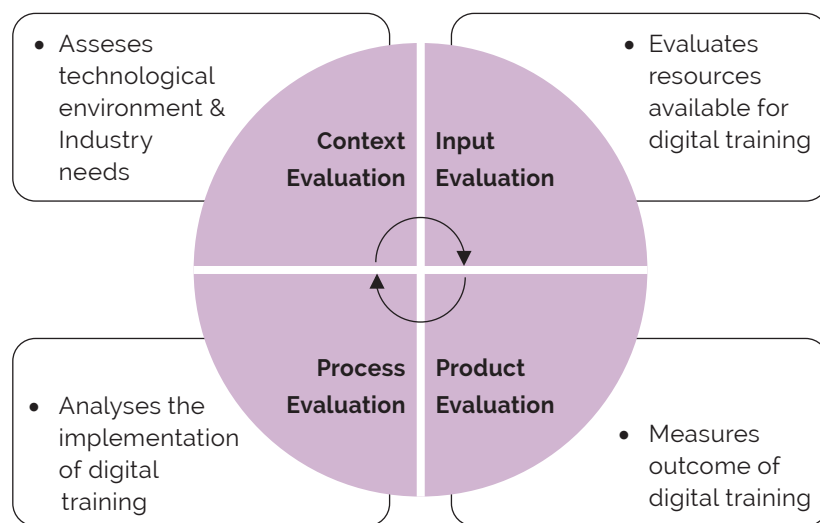 • Asseses
technological
environment &
Industry
needs
Context
Evaluation
Input
Evaluation
• Evaluates
resources
available for
digital training
• Analyses the
implementation
of digital
training
Process
Evaluation
Product
Evaluation
• Measures
outcome of
digital training